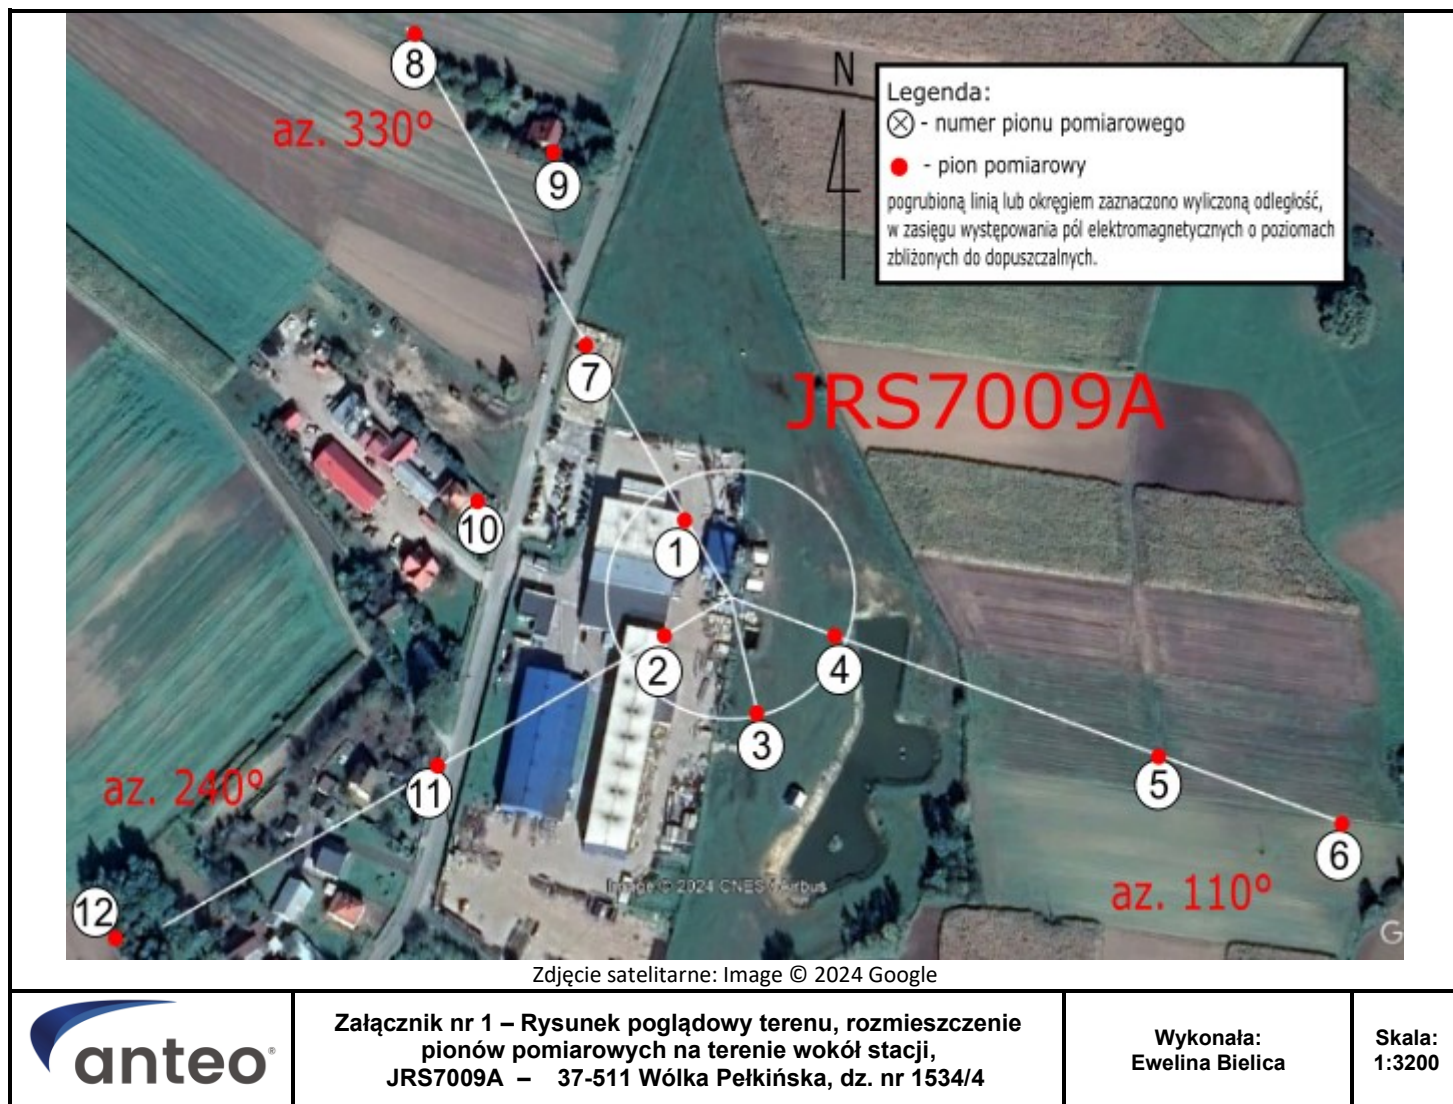 8
az. 330°
9
N
Legenda:
- numer pionu pomiarowego
- pion pomiarowy
pogrubioną linią lub okręgiem zaznaczono wyliczoną odległość,
w zasięgu występowania pól elektromagnetycznych o poziomach
zbliżonych do dopuszczalnych.
7
JRS7009A
10
1
2
4
3
5
11
az. 240°
6
az. 110°
12
Image © 2024 CNES / Airbus
G
Zdjęcie satelitarne: Image © 2024 Google
anteo®
Załącznik nr 1 – Rysunek poglądowy terenu, rozmieszczenie
pionów pomiarowych na terenie wokół stacji,
JRS7009A – 37-511 Wólka Pełkińska, dz. nr 1534/4
Wykonała:
Ewelina Bielica
Skala:
1:3200